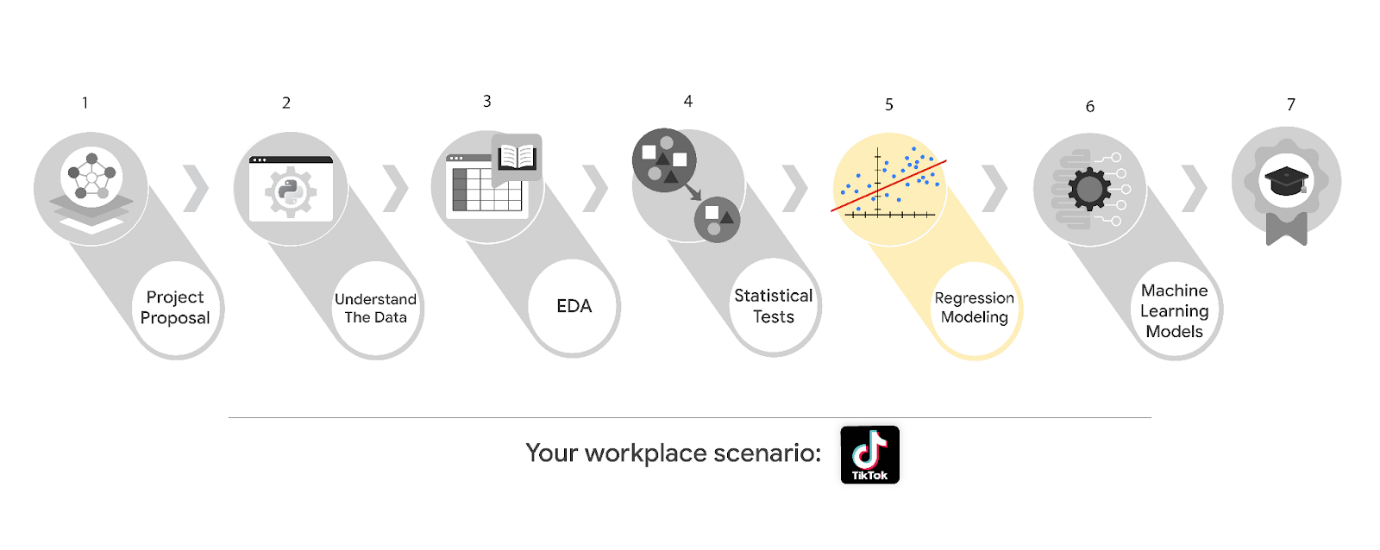 1
2
3
4
5
6
7
Project
Proposal
Understand
The Data
EDA
Statistical
Tests
Regression
Modeling
Machine
Learning
Models
Your workplace scenario:
TikTok